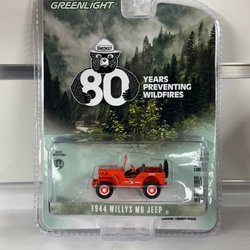 GREENLIGHT
SMOKEY
80
YEARS
PREVENTING
WILDFIRES
1944 WILLYS MB JEEP